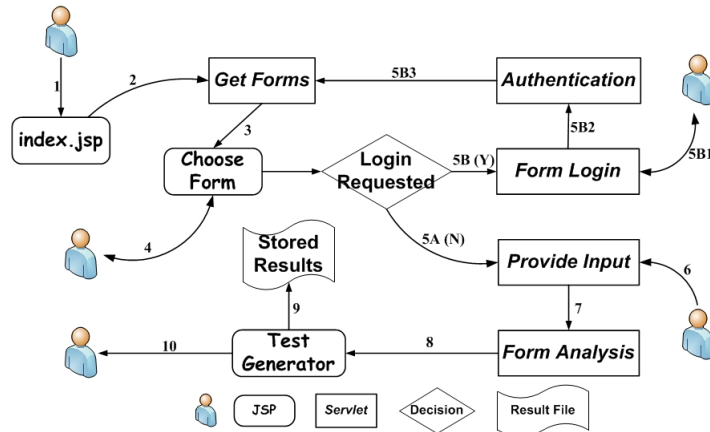 1
2
5B3
Get Forms
Authentication
index.jsp
3
5B2
Choose
Form
Login
Requested
5B (Y)
Form Login
5B1
4
Stored
Results
5A (N)
Provide Input
6
9
7
10
Test
Generator
8
Form Analysis
JSP
Servlet
Decision
Result File